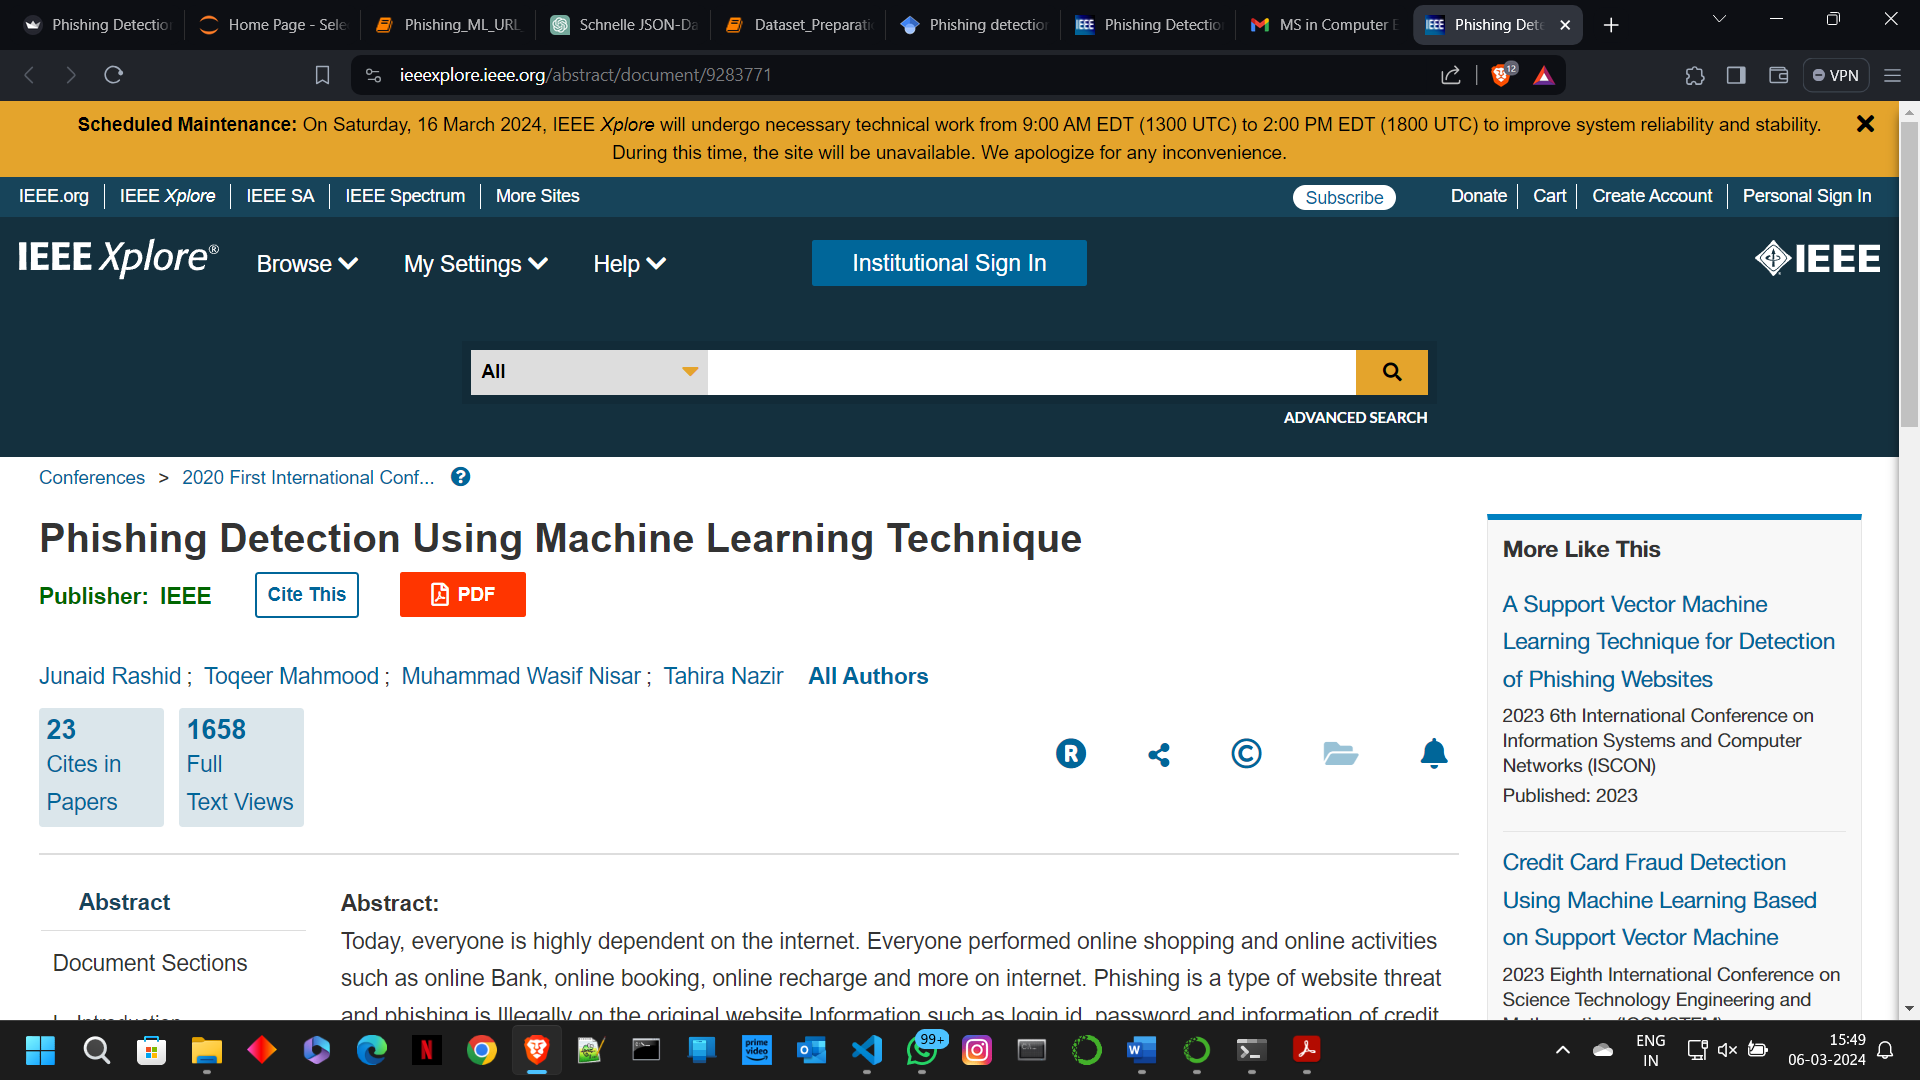 Phishing Detection
Home Page - Sele
Phishing_ML_URL
Schnelle JSON-Da
Dataset_Preparati
Phishing detection
Phishing Detectio
MS in Computer E
Phishing Dete
ieeexplore.ieee.org/abstract/document/9283771
12
VPN
Scheduled Maintenance: On Saturday, 16 March 2024, IEEE Xplore will undergo necessary technical work from 9:00 AM EDT (1300 UTC) to 2:00 PM EDT (1800 UTC) to improve system reliability and stability.
During this time, the site will be unavailable. We apologize for any inconvenience.
IEEE.org IEEE Xplore IEEE SA IEEE Spectrum More Sites
Subscribe
Donate Cart Create Account Personal Sign In
IEEE Xplore®
Browse My Settings Help
Institutional Sign In
IEEE
All
ADVANCED SEARCH
Conferences > 2020 First International Conf...
Phishing Detection Using Machine Learning Technique
Publisher: IEEE
Cite This
PDF
Junaid Rashid ; Toqeer Mahmood ; Muhammad Wasif Nisar ; Tahira Nazir All Authors
23
Cites in
Papers
1658
Full
Text Views
Abstract
Document Sections
Abstract:
Today, everyone is highly dependent on the internet. Everyone performed online shopping and online activities
such as online Bank, online booking, online recharge and more on internet. Phishing is a type of website threat
and phishing is Illegally on the original website Information such as login id, password and information of credit
More Like This
A Support Vector Machine
Learning Technique for Detection
of Phishing Websites
2023 6th International Conference on
Information Systems and Computer
Networks (ISCON)
Published: 2023
Credit Card Fraud Detection
Using Machine Learning Based
on Support Vector Machine
2023 Eighth International Conference on
Science Technology Engineering and
99+
prime
video
ENG
IN
15:49
06-03-2024